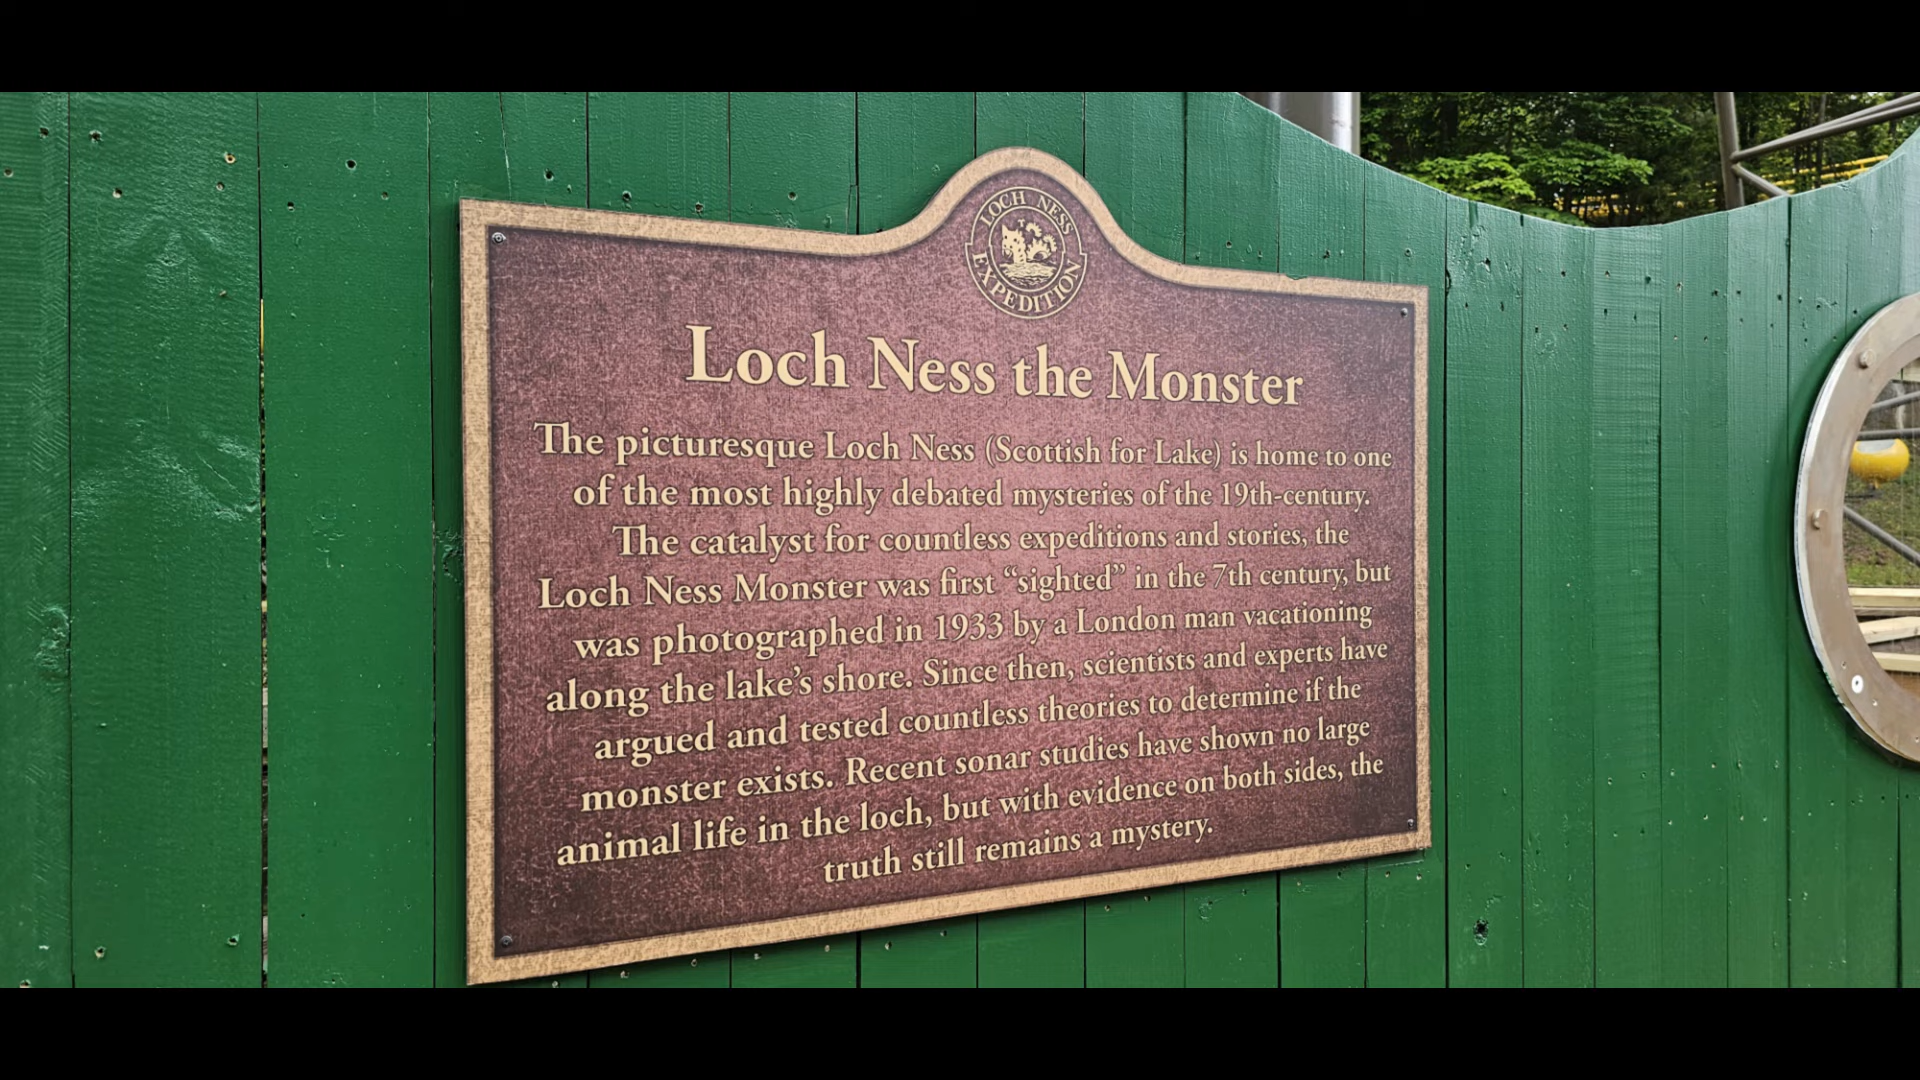 LOCH NESS
EXPEDITION
Loch Ness the Monster
The picturesque Loch Ness (Scottish for Lake) is home to one
of the most highly debated mysteries of the 19th-century.
The catalyst for countless expeditions and stories, the
Loch Ness Monster was first “sighted” in the 7th century, but
was photographed in 1933 by a London man vacationing
along the lake’s shore. Since then, scientists and experts have
argued and tested countless theories to determine if the
monster exists. Recent sonar studies have shown no large
animal life in the loch, but with evidence on both sides, the
truth still remains a mystery.